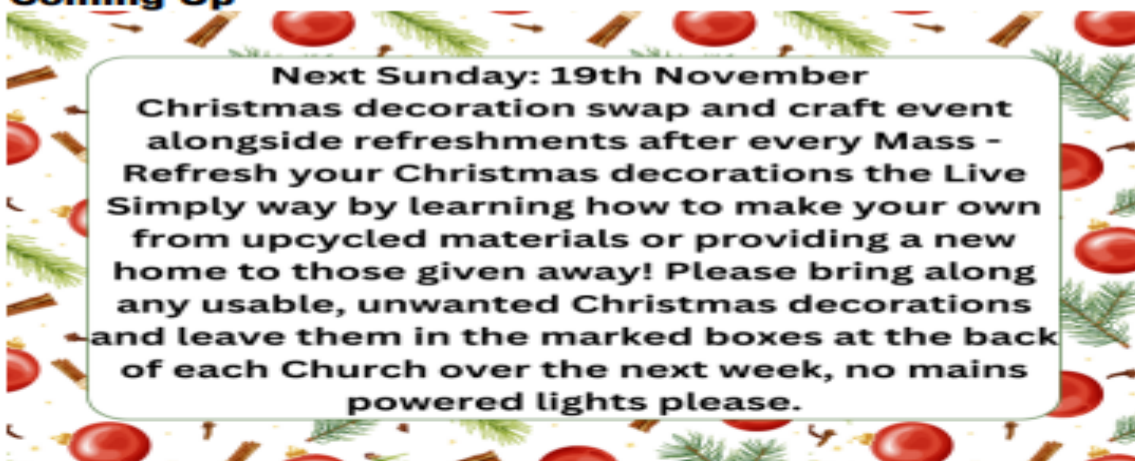 Coming Up
Next Sunday: 19th November
Christmas decoration swap and craft event
alongside refreshments after every Mass -
Refresh your Christmas decorations the Live
Simply way by learning how to make your own
from upcycled materials or providing a new
home to those given away! Please bring along
any usable, unwanted Christmas decorations
and leave them in the marked boxes at the back
of each Church over the next week, no mains
powered lights please.